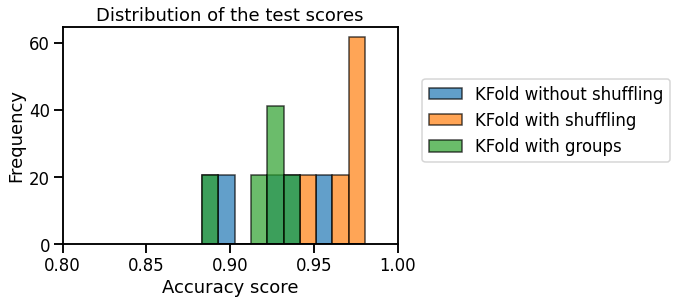 Distribution of the test scores
60
40
20
0
Frequency
0.80 0.85 0.90 0.95 1.00
Accuracy score
KFold without shuffling
KFold with shuffling
KFold with groups